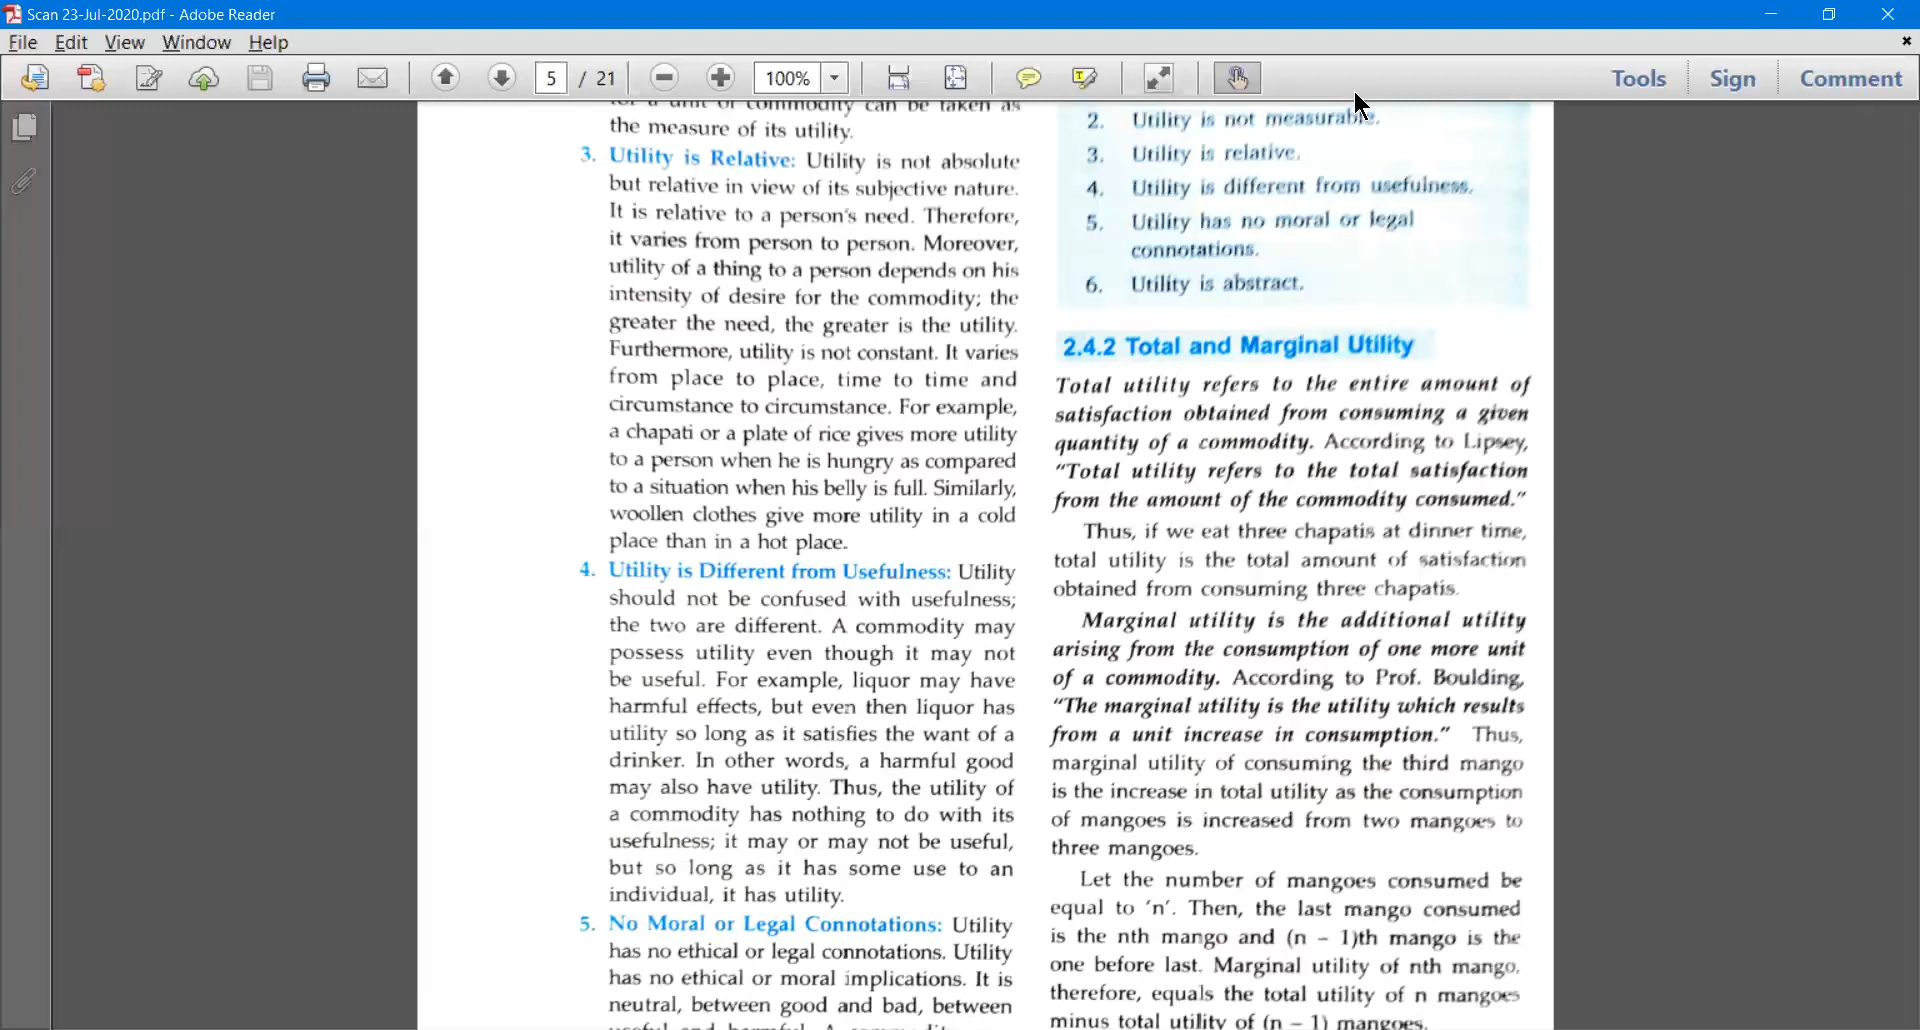 Scan 23-Jul-2020.pdf - Adobe Reader
File Edit View Window Help
5 / 21 100% Tools Sign Comment
for a unit of commodity can be taken as
the measure of its utility.
3. Utility is Relative: Utility is not absolute
but relative in view of its subjective nature.
It is relative to a person's need. Therefore,
it varies from person to person. Moreover,
utility of a thing to a person depends on his
intensity of desire for the commodity; the
greater the need, the greater is the utility.
Furthermore, utility is not constant. It varies
from place to place, time to time and
circumstance to circumstance. For example,
a chapati or a plate of rice gives more utility
to a person when he is hungry as compared
to a situation when his belly is full. Similarly,
woollen clothes give more utility in a cold
place than in a hot place.
4. Utility is Different from Usefulness: Utility
should not be confused with usefulness;
the two are different. A commodity may
possess utility even though it may not
be useful. For example, liquor may have
harmful effects, but even then liquor has
utility so long as it satisfies the want of a
drinker. In other words, a harmful good
may also have utility. Thus, the utility of
a commodity has nothing to do with its
usefulness; it may or may not be useful,
but so long as it has some use to an
individual, it has utility.
5. No Moral or Legal Connotations: Utility
has no ethical or legal connotations. Utility
has no ethical or moral implications. It is
neutral, between good and bad, between
2. Utility is not measurable.
3. Utility is relative.
4. Utility is different from usefulness.
5. Utility has no moral or legal
connotations.
6. Utility is abstract.
2.4.2 Total and Marginal Utility
Total utility refers to the entire amount of
satisfaction obtained from consuming a given
quantity of a commodity. According to Lipsey,
"Total utility refers to the total satisfaction
from the amount of the commodity consumed."
Thus, if we eat three chapatis at dinner time,
total utility is the total amount of satisfaction
obtained from consuming three chapatis.
Marginal utility is the additional utility
arising from the consumption of one more unit
of a commodity. According to Prof. Boulding,
"The marginal utility is the utility which results
from a unit increase in consumption." Thus,
marginal utility of consuming the third mango
is the increase in total utility as the consumption
of mangoes is increased from two mangoes to
three mangoes.
Let the number of mangoes consumed be
equal to 'n'. Then, the last mango consumed
is the nth mango and (n – 1)th mango is the
one before last. Marginal utility of nth mango,
therefore, equals the total utility of n mangoes
minus total utility of (n – 1) mangoes.